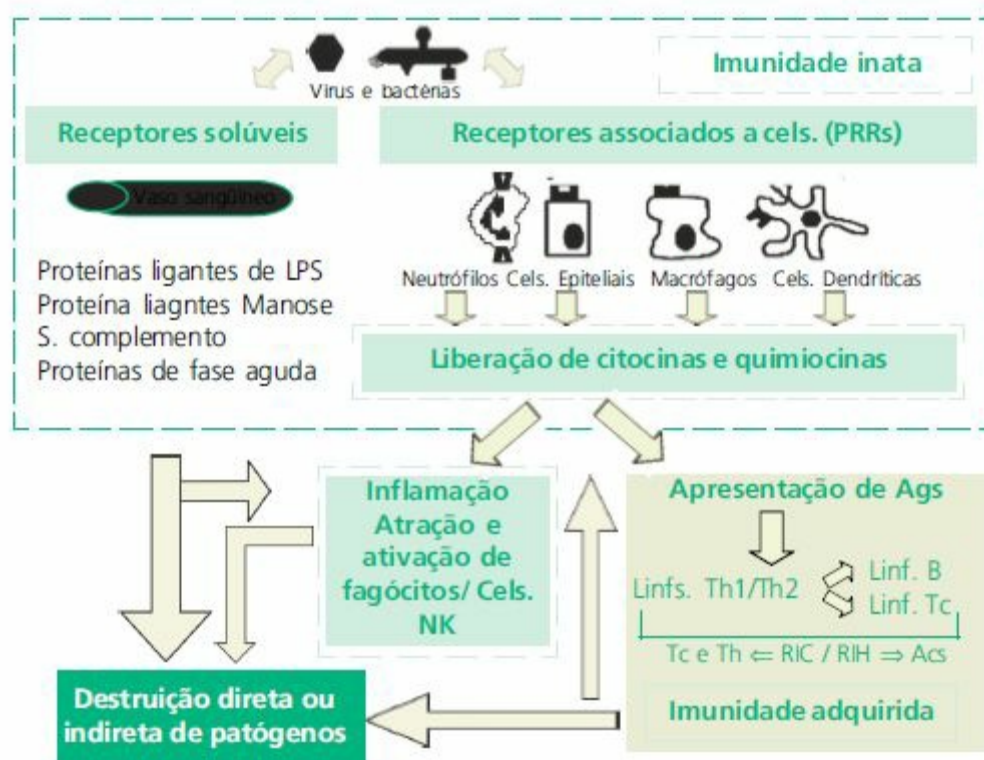 Imunidade inata
Vírus e bactérias
Receptores solúveis
Receptores associados a cels. (PRRs)
Vaso sangüíneo
Proteínas ligantes de LPS
Proteína liagntes Manose
S. complemento
Proteínas de fase aguda
Neutrófilos Cels. Epiteliais Macrófagos Cels. Dendríticas
Liberação de citocinas e quimiocinas
Inflamação
Atração e
ativação de
fagócitos/ Cels.
NK
Apresentação de Ags
Linfs. Th1/Th2
Linf. B
Linf. Tc
Tc e Th ⇐ RIC / RIH ⇒ Acs
Imunidade adquirida
Destruição direta ou
indireta de patógenos